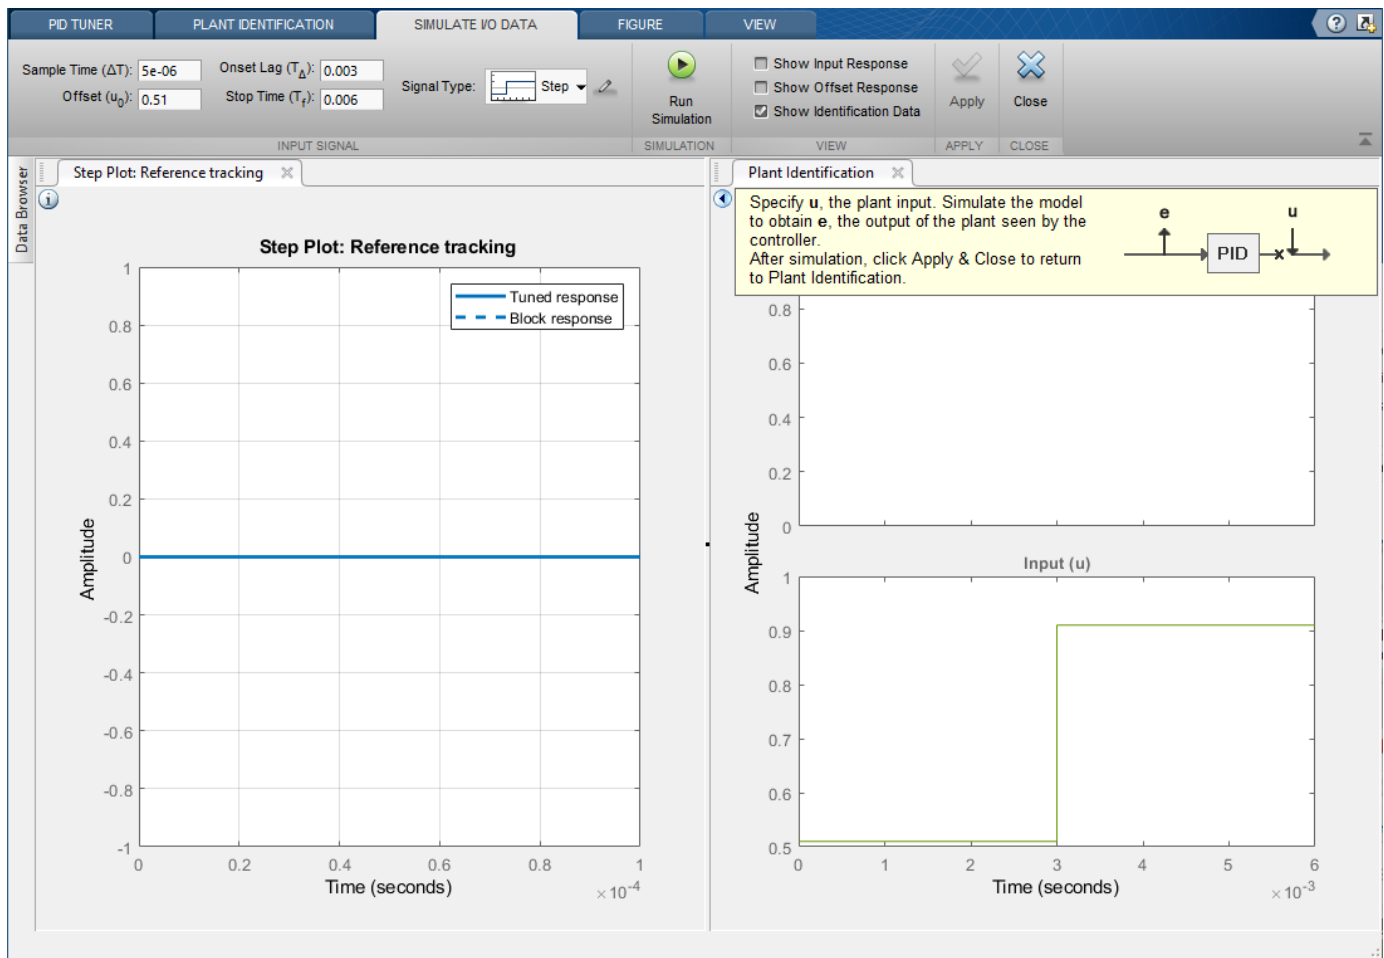 PID TUNER
PLANT IDENTIFICATION
SIMULATE I/O DATA
FIGURE
VIEW
Sample Time (ΔT): 5e-06
Onset Lag (TΔ): 0.003
Offset (u0): 0.51
Stop Time (Tf): 0.006
Signal Type: Step
Run
Simulation
Show Input Response
Show Offset Response
Show Identification Data
Apply
Close
INPUT SIGNAL
SIMULATION
VIEW
APPLY
CLOSE
Data Browser
Step Plot: Reference tracking
Step Plot: Reference tracking
Tuned response
Block response
1
0.8
0.6
0.4
0.2
0
-0.2
-0.4
-0.6
-0.8
-1
Amplitude
0 0.2 0.4 0.6 0.8 1
Time (seconds)
×10-4
Plant Identification
Specify u, the plant input. Simulate the model
to obtain e, the output of the plant seen by the
controller.
After simulation, click Apply & Close to return
to Plant Identification.
e
u
PID
0.8
0.6
0.4
0.2
0
Amplitude
Input (u)
1
0.9
0.8
0.7
0.6
0.5
0 1 2 3 4 5 6
Time (seconds)
×10-3